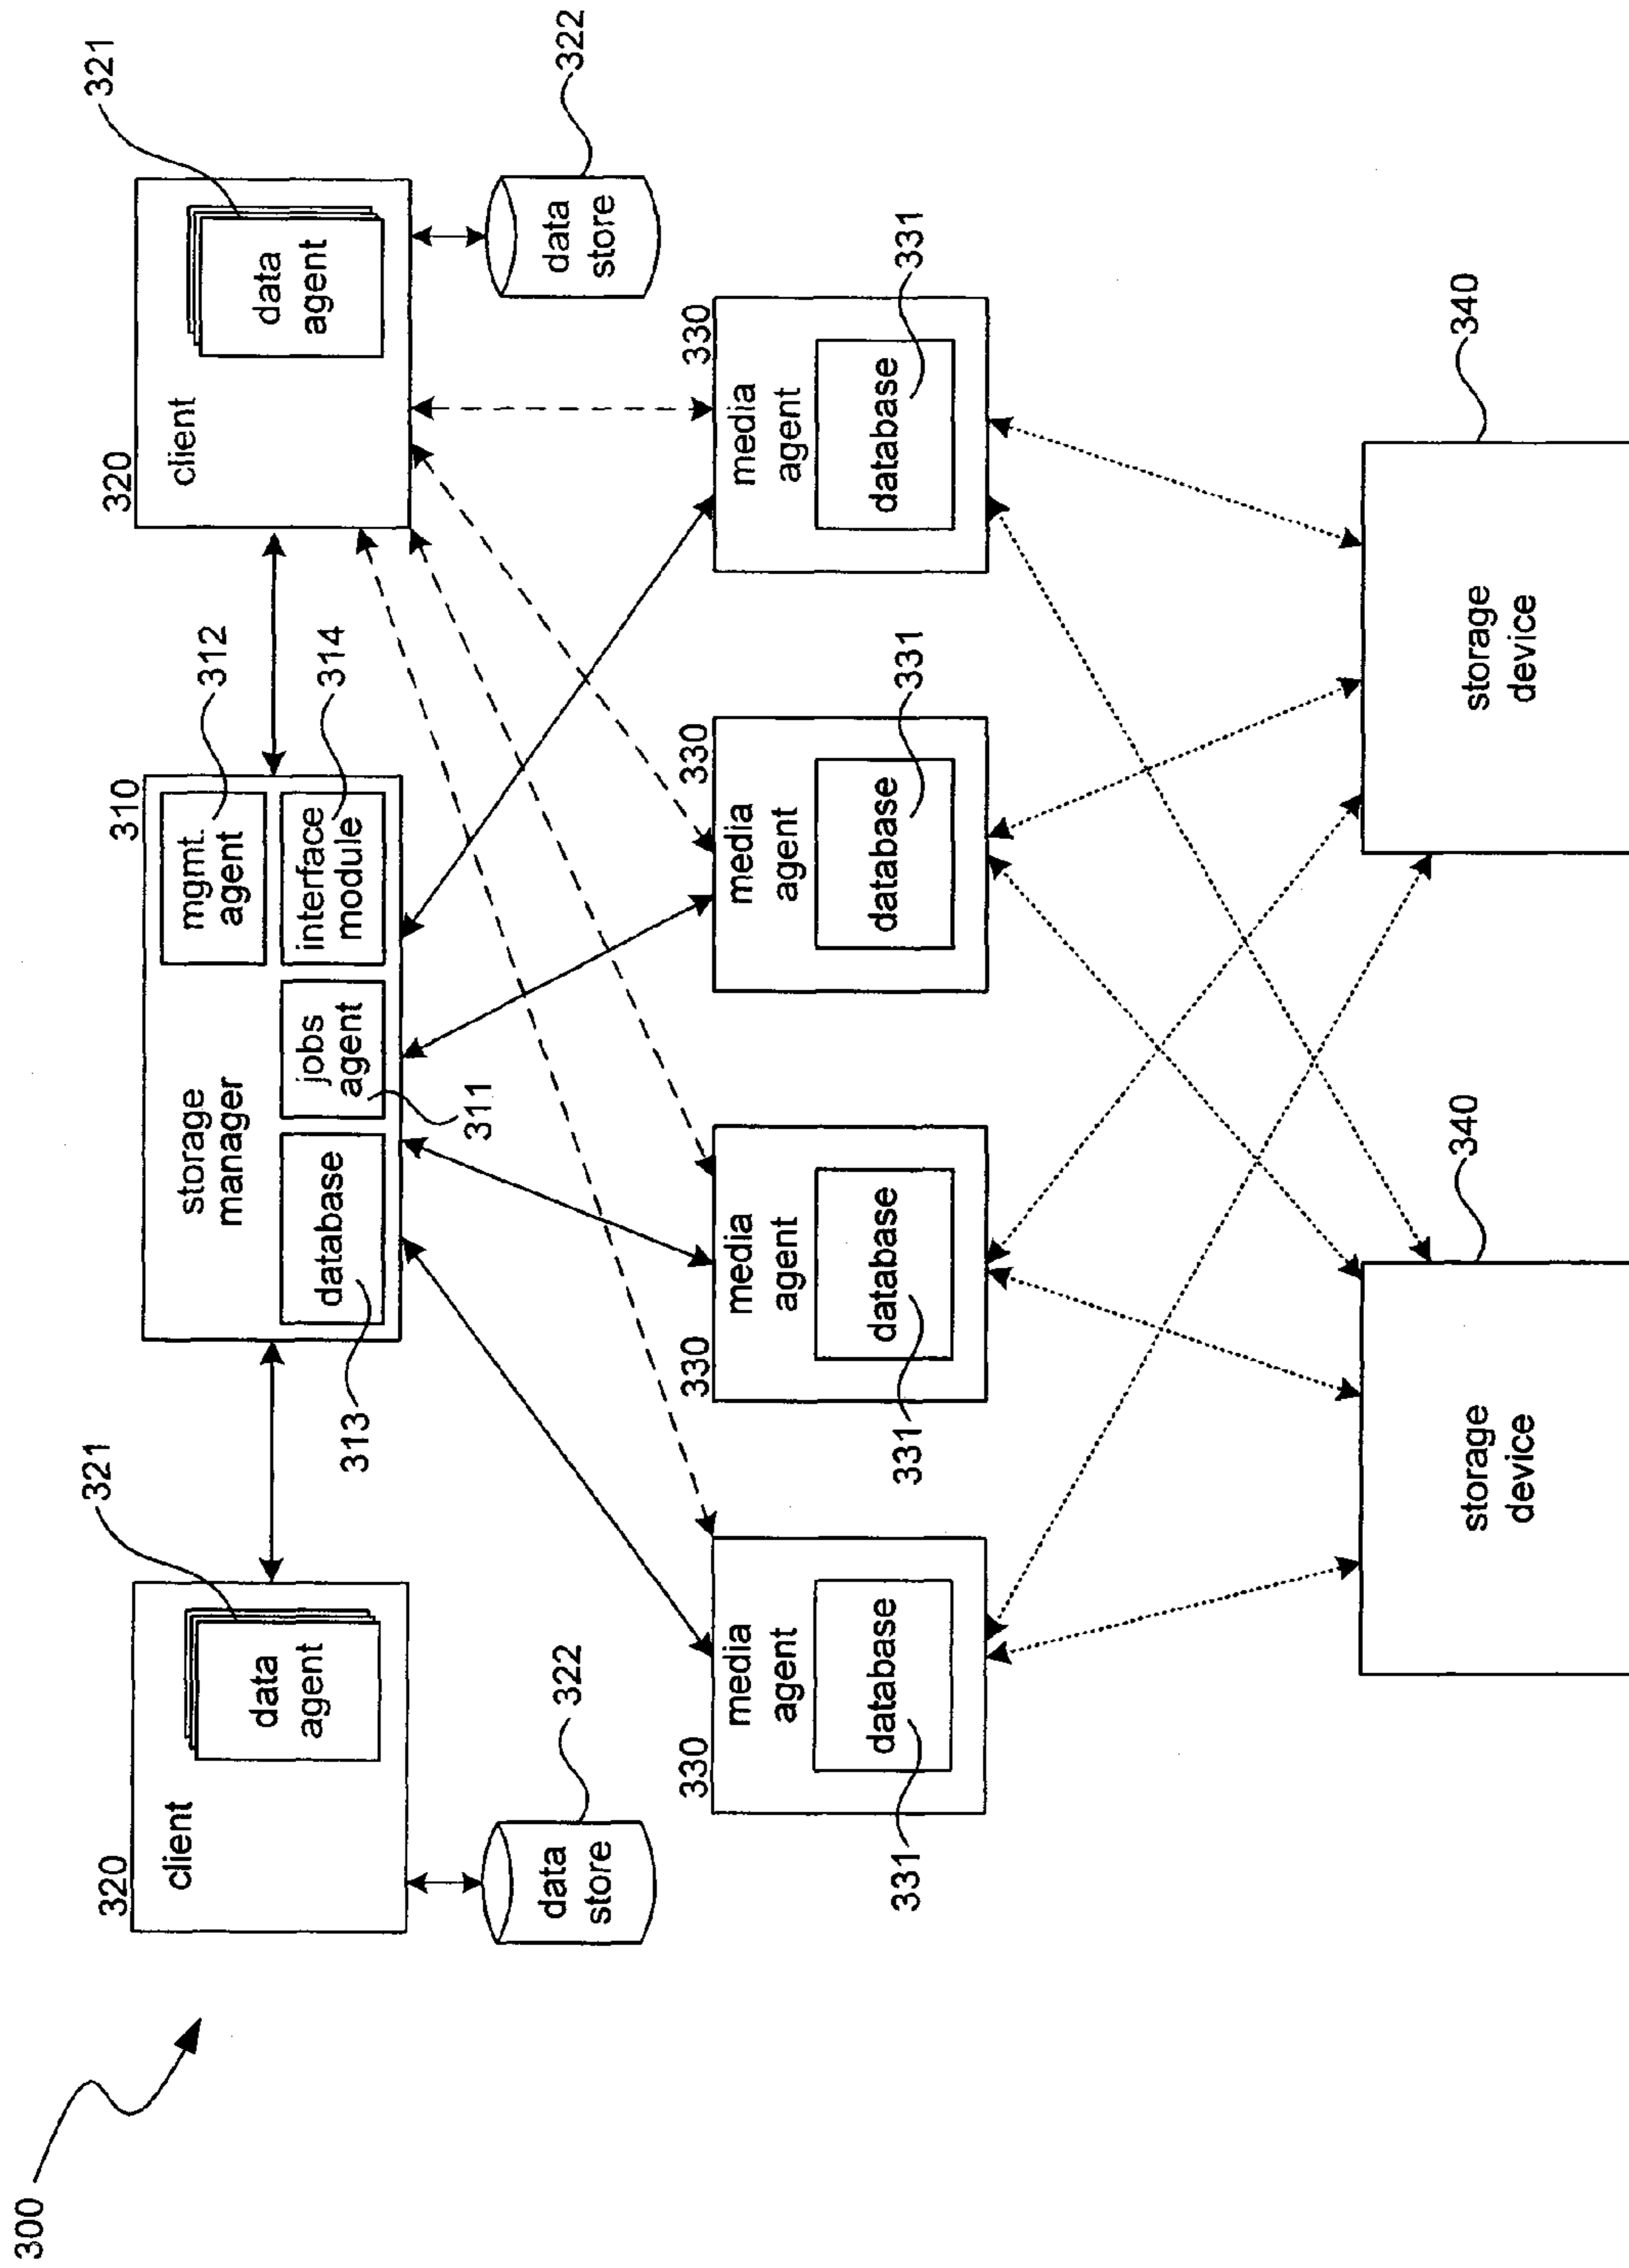 300
320
client
data
agent
321
data
store
322
310
storage
manager
database
313
jobs
agent
311
mgmt.
agent
312
interface
module
314
320
client
data
agent
321
data
store
322
330
media
agent
database
331
330
media
agent
database
331
330
media
agent
database
331
330
media
agent
database
331
storage
device
340
storage
device
340